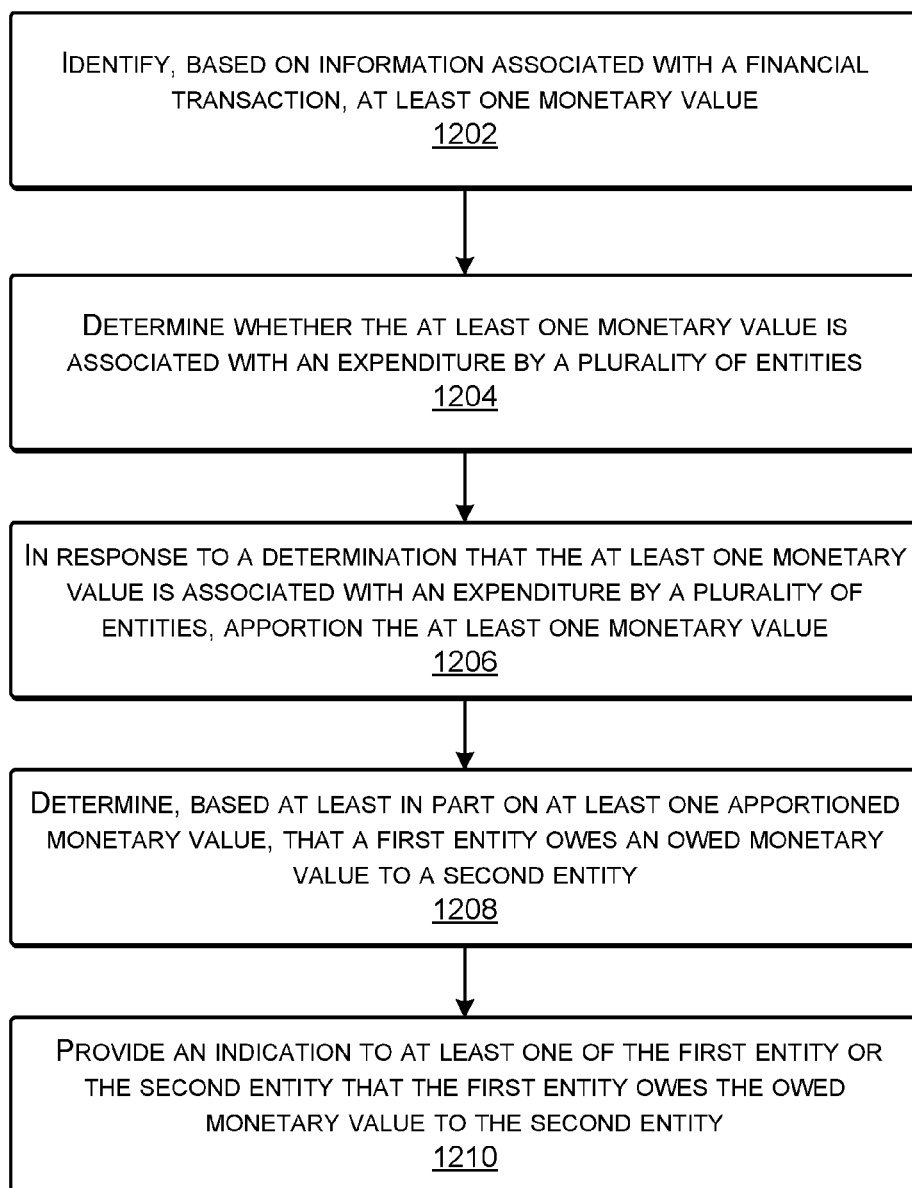 IDENTIFY, BASED ON INFORMATION ASSOCIATED WITH A FINANCIAL
TRANSACTION, AT LEAST ONE MONETARY VALUE
1202
DETERMINE WHETHER THE AT LEAST ONE MONETARY VALUE IS
ASSOCIATED WITH AN EXPENDITURE BY A PLURALITY OF ENTITIES
1204
IN RESPONSE TO A DETERMINATION THAT THE AT LEAST ONE MONETARY
VALUE IS ASSOCIATED WITH AN EXPENDITURE BY A PLURALITY OF
ENTITIES, APPORTION THE AT LEAST ONE MONETARY VALUE
1206
DETERMINE, BASED AT LEAST IN PART ON AT LEAST ONE APPORTIONED
MONETARY VALUE, THAT A FIRST ENTITY OWES AN OWED MONETARY
VALUE TO A SECOND ENTITY
1208
PROVIDE AN INDICATION TO AT LEAST ONE OF THE FIRST ENTITY OR
THE SECOND ENTITY THAT THE FIRST ENTITY OWES THE OWED
MONETARY VALUE TO THE SECOND ENTITY
1210